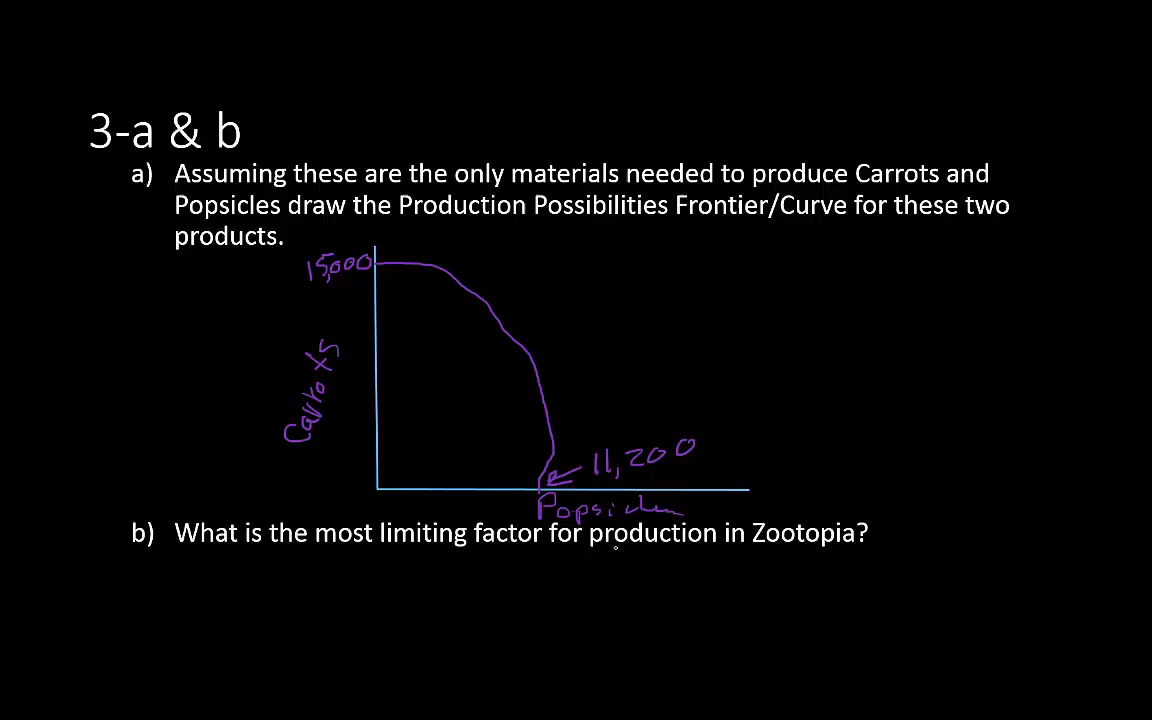 3-a & b
a) Assuming these are the only materials needed to produce Carrots and
Popsicles draw the Production Possibilities Frontier/Curve for these two
products.
15,000
Carrots
11,200
Popsicles
b) What is the most limiting factor for production in Zootopia?